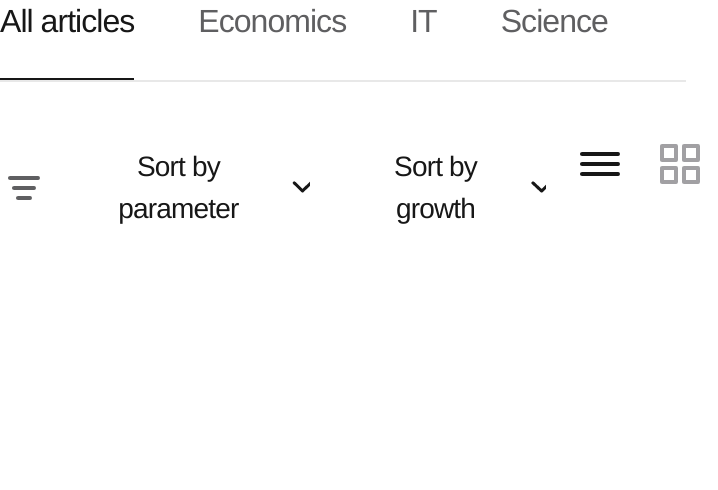 All articles Economics IT Science
Sort by
parameter
Sort by
growth